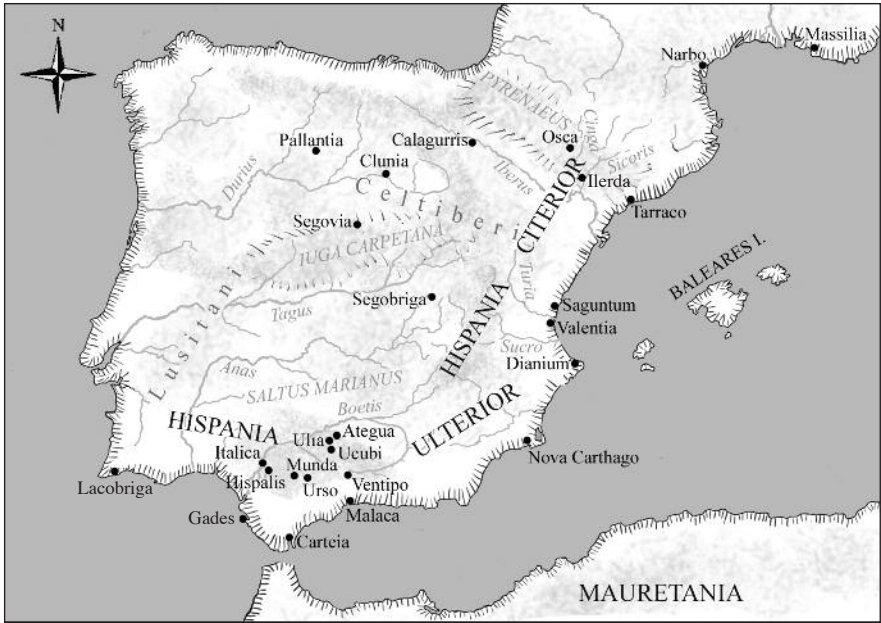 N
Massilia
Narbo
PYRENAEUS
Cinga
Pallantia
Calagurris
Osca
Sicoris
Clunia
Iberus
Ilerda
Durius
Celtiberi
CITERIOR
Tarraco
Segovia
IUGA CARPETANA
Turia
BALEARES I.
Lusitani
Tagus
Segobriga
HISPANIA
Saguntum
Valentia
Sucro
Dianium
Anas
SALTUS MARIANUS
Boetis
HISPANIA
ULTERIOR
Ategua
Ulia
Ucubi
Nova Carthago
Italica
Hispalis
Munda
Urso
Ventipo
Lacobriga
Malaca
Gades
Carteia
MAURETANIA